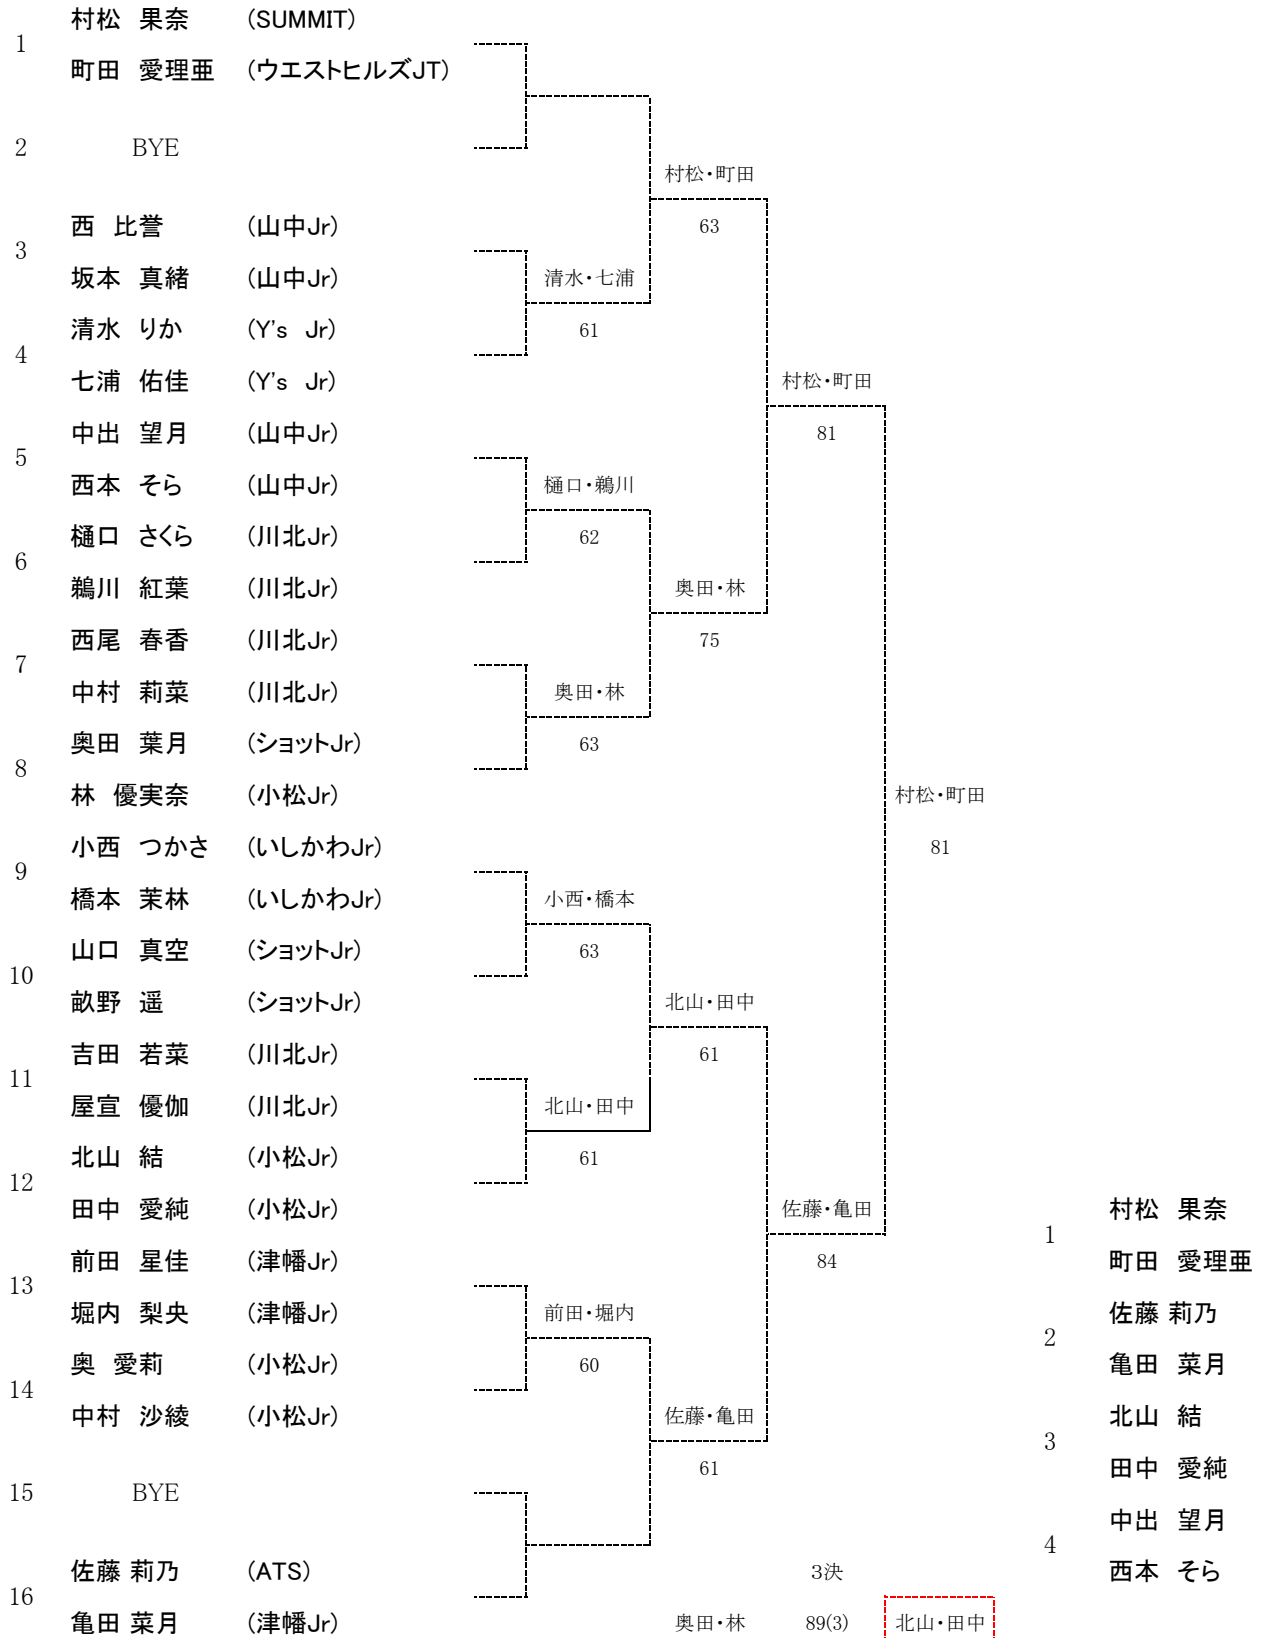 村松 果奈 (SUMMIT)
1
町田 愛理亜 (ウエストヒルズJT)
2 BYE
村松・町田
西 比誉 (山中Jr) 63
3
坂本 真緒 (山中Jr) 清水・七浦
清水 りか (Y's Jr) 61
4
七浦 佑佳 (Y's Jr) 村松・町田
中出 望月 (山中Jr) 81
5
西本 そら (山中Jr) 樋口・鵜川
樋口 さくら (川北Jr) 62
6
鵜川 紅葉 (川北Jr) 奥田・林
西尾 春香 (川北Jr) 75
7
中村 莉菜 (川北Jr) 奥田・林
奥田 葉月 (ショットJr) 63
8
林 優実奈 (小松Jr) 村松・町田
小西 つかさ (いしかわJr) 81
9
橋本 茉林 (いしかわJr) 小西・橋本
山口 真空 (ショットJr) 63
10
畝野 遥 (ショットJr) 北山・田中
吉田 若菜 (川北Jr) 61
11
屋宣 優伽 (川北Jr) 北山・田中
北山 結 (小松Jr) 61
12
田中 愛純 (小松Jr) 佐藤・亀田 村松 果奈
1
前田 星佳 (津幡Jr) 84 町田 愛理亜
13
堀内 梨央 (津幡Jr) 前田・堀内 佐藤 莉乃
2
奥 愛莉 (小松Jr) 60 亀田 菜月
14
中村 沙綾 (小松Jr) 佐藤・亀田 北山 結
3
61 田中 愛純
15 BYE
中出 望月
4
佐藤 莉乃 (ATS) 3決 西本 そら
16
亀田 菜月 (津幡Jr) 奥田・林 89(3) 北山・田中